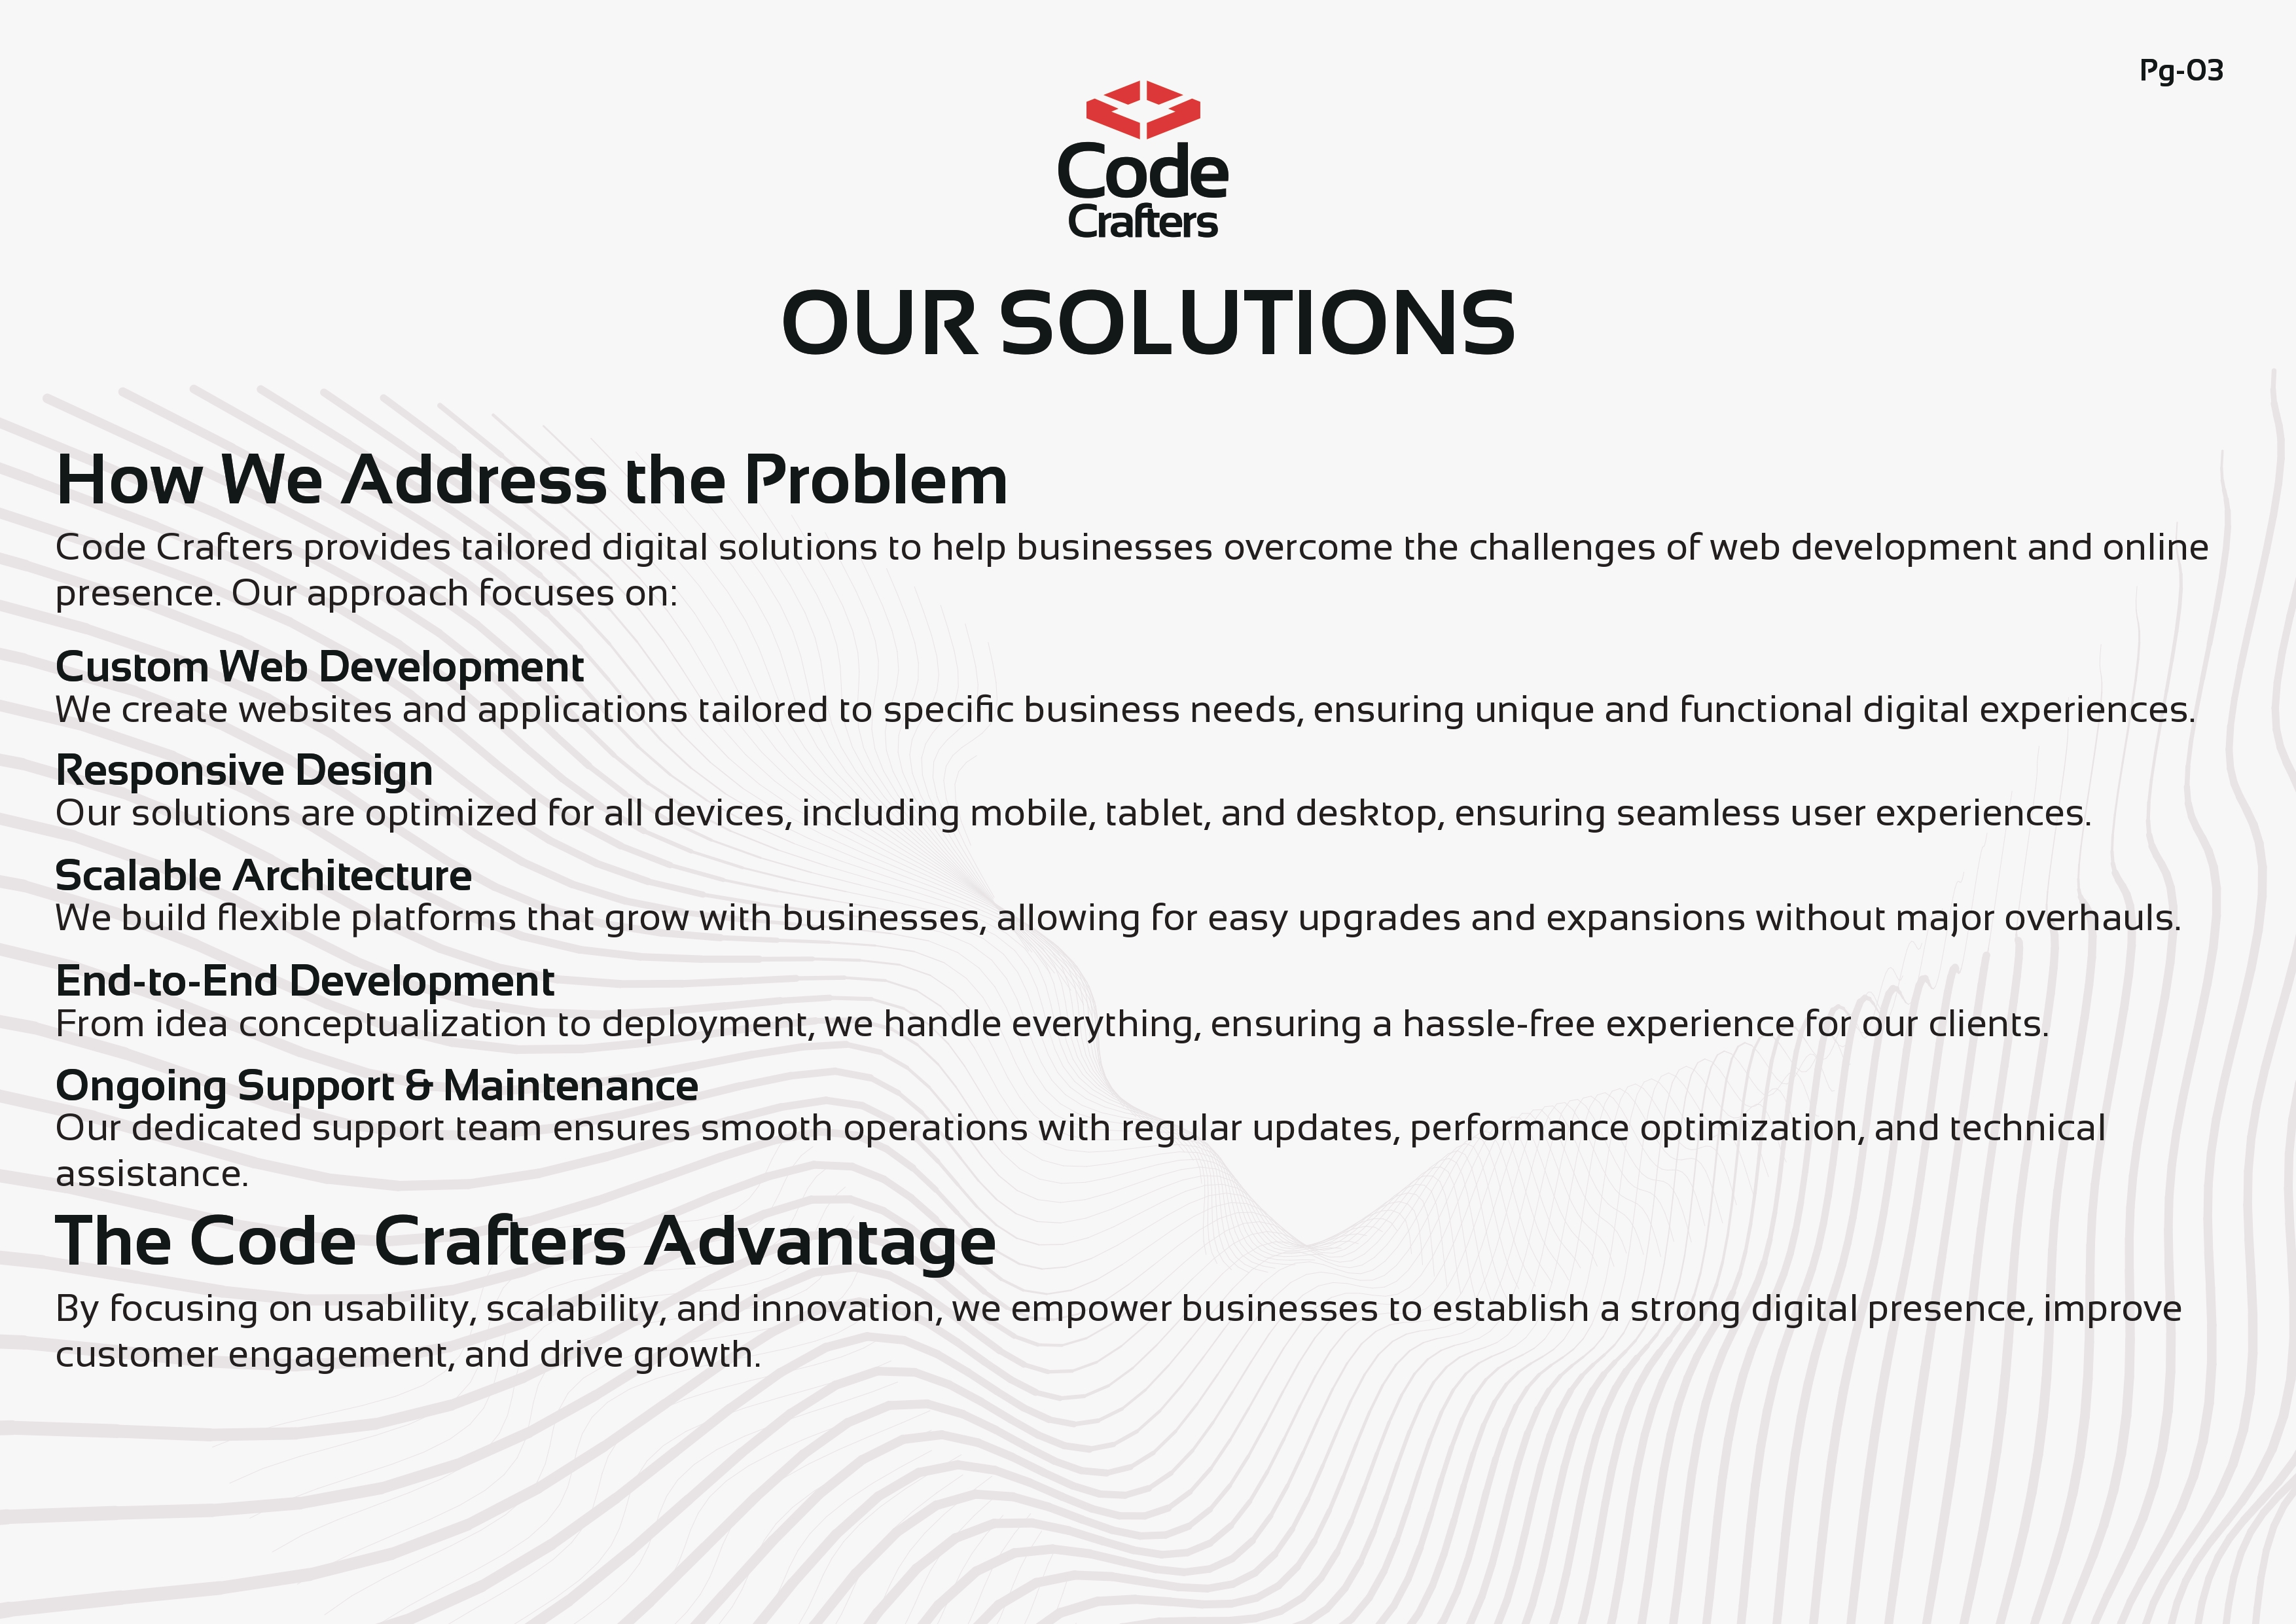 Pg-03
Code
Crafters
OUR SOLUTIONS
How We Address the Problem
Code Crafters provides tailored digital solutions to help businesses overcome the challenges of web development and online
presence. Our approach focuses on:
Custom Web Development
We create websites and applications tailored to specific business needs, ensuring unique and functional digital experiences.
Responsive Design
Our solutions are optimized for all devices, including mobile, tablet, and desktop, ensuring seamless user experiences.
Scalable Architecture
We build flexible platforms that grow with businesses, allowing for easy upgrades and expansions without major overhauls.
End-to-End Development
From idea conceptualization to deployment, we handle everything, ensuring a hassle-free experience for our clients.
Ongoing Support & Maintenance
Our dedicated support team ensures smooth operations with regular updates, performance optimization, and technical
assistance.
The Code Crafters Advantage
By focusing on usability, scalability, and innovation, we empower businesses to establish a strong digital presence, improve
customer engagement, and drive growth.